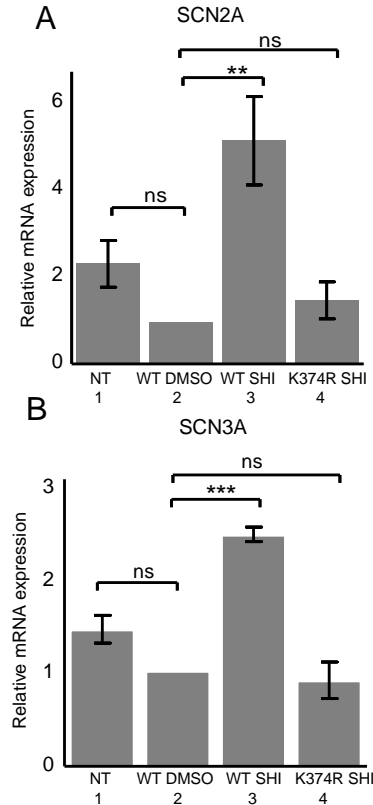 A
SCN2A
ns
**
ns
6
4
2
0
Relative mRNA expression
NT WT DMSO WT SHI K374R SHI
1 2 3 4
B
SCN3A
ns
***
ns
3
2
1
0
Relative mRNA expression
NT WT DMSO WT SHI K374R SHI
1 2 3 4